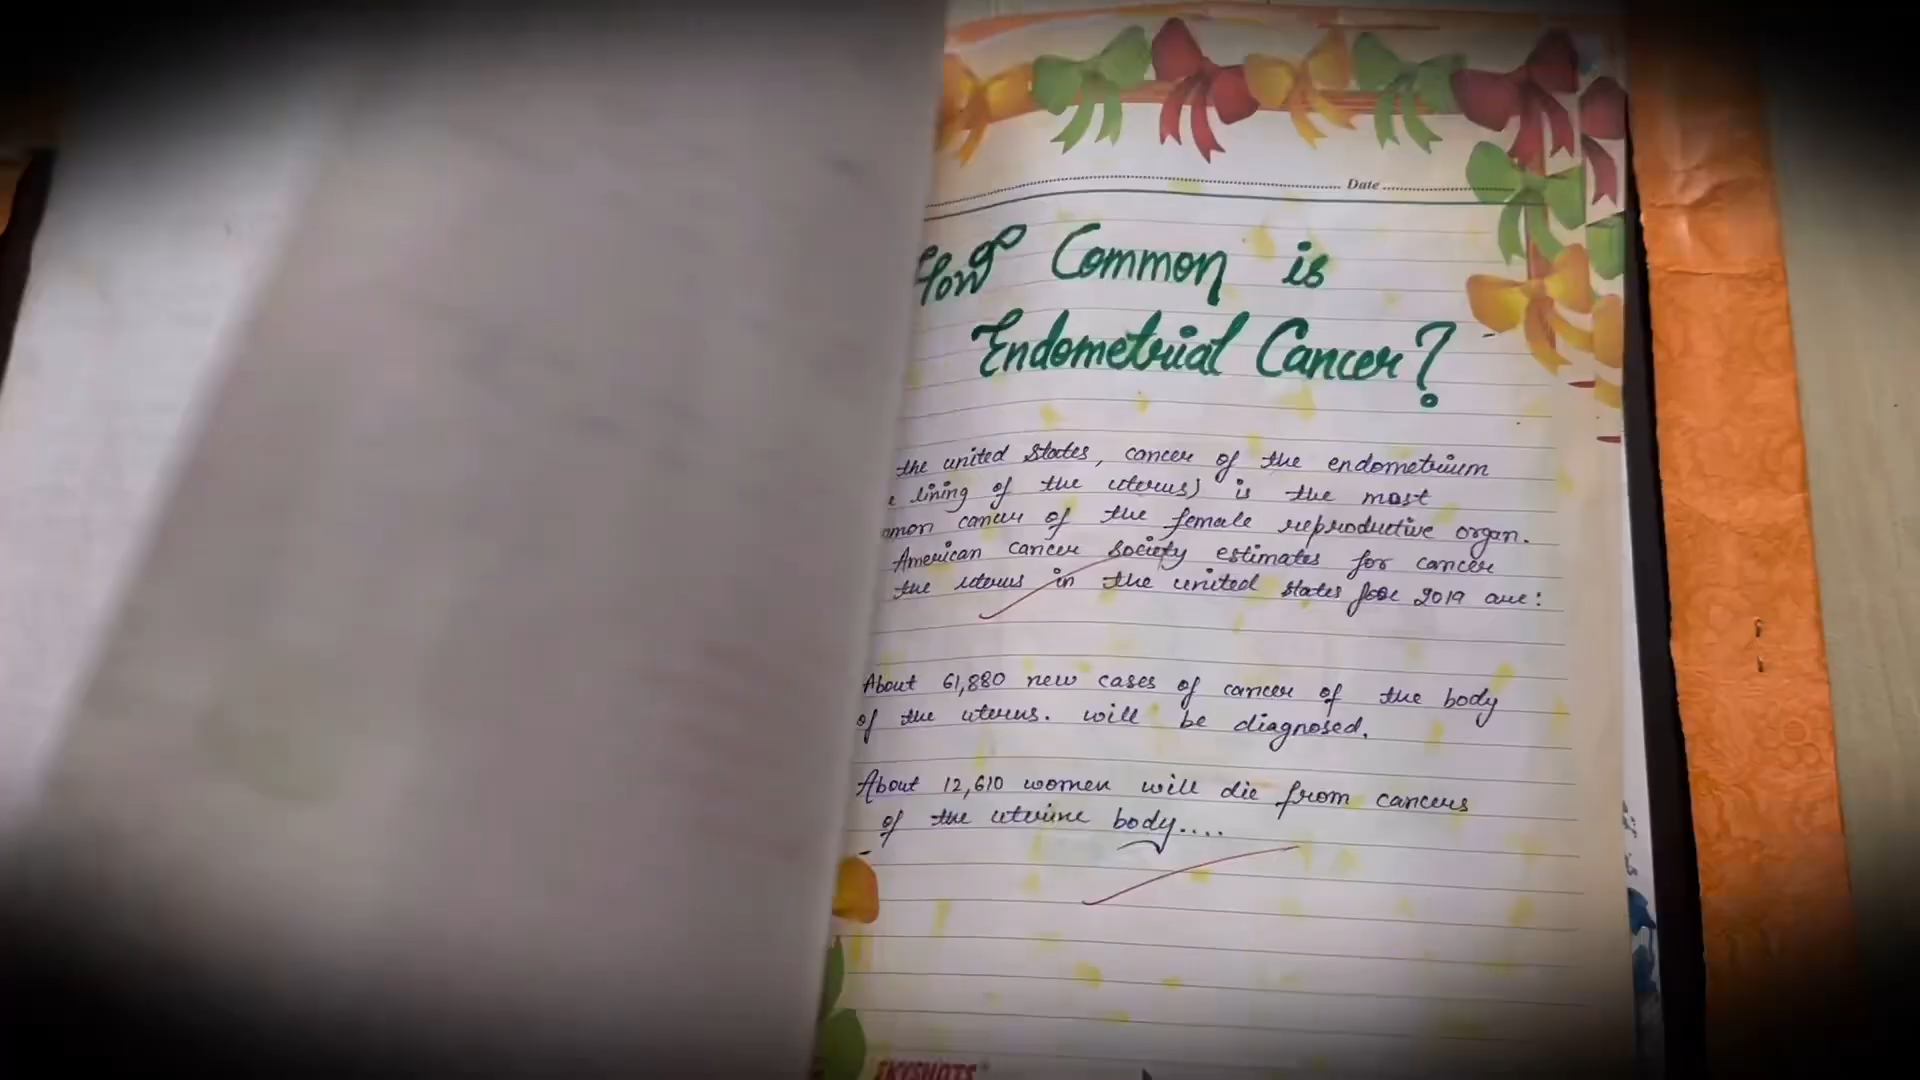 Date
How Common is
Endometrial Cancer?
the united States, cancer of the endometrium
lining of the uterus) is the most
cancer of the female reproductive organ.
American cancer society estimates for cancer
the uterus in the united states for 2019 are:
About 61,880 new cases of cancer of the body
of the uterus. will be diagnosed.
About 12,610 women will die from cancers
of the uterine body....